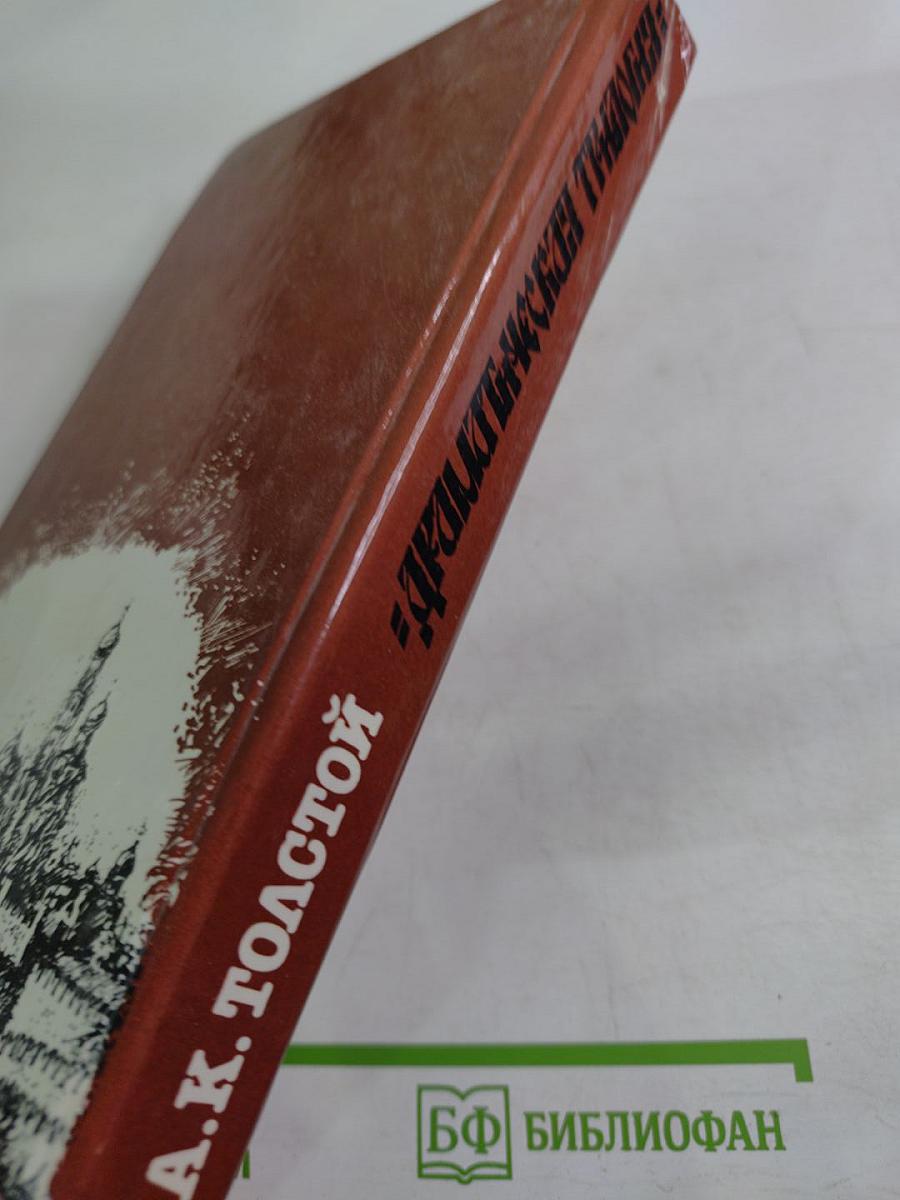 А.К. ТОЛСТОЙ
"Драматическая трилогия"
БФ БИБЛИОФАН